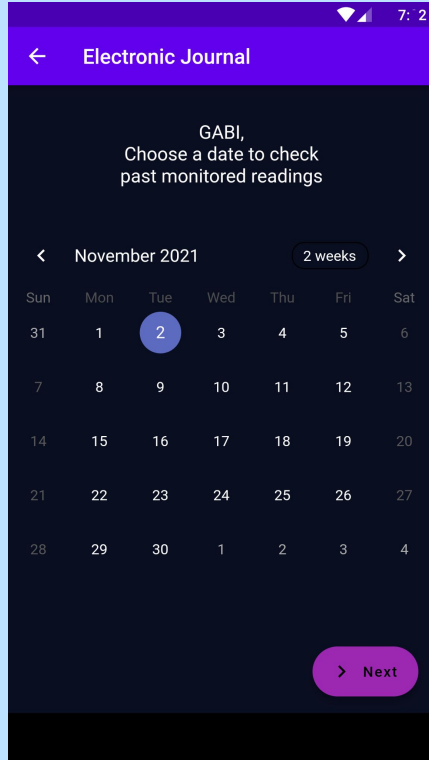 7: 2
Electronic Journal
GABI,
Choose a date to check
past monitored readings
November 2021 2 weeks
Sun Mon Tue Wed Thu Fri Sat
31 1 2 3 4 5 6
7 8 9 10 11 12 13
14 15 16 17 18 19 20
21 22 23 24 25 26 27
28 29 30 1 2 3 4
Next